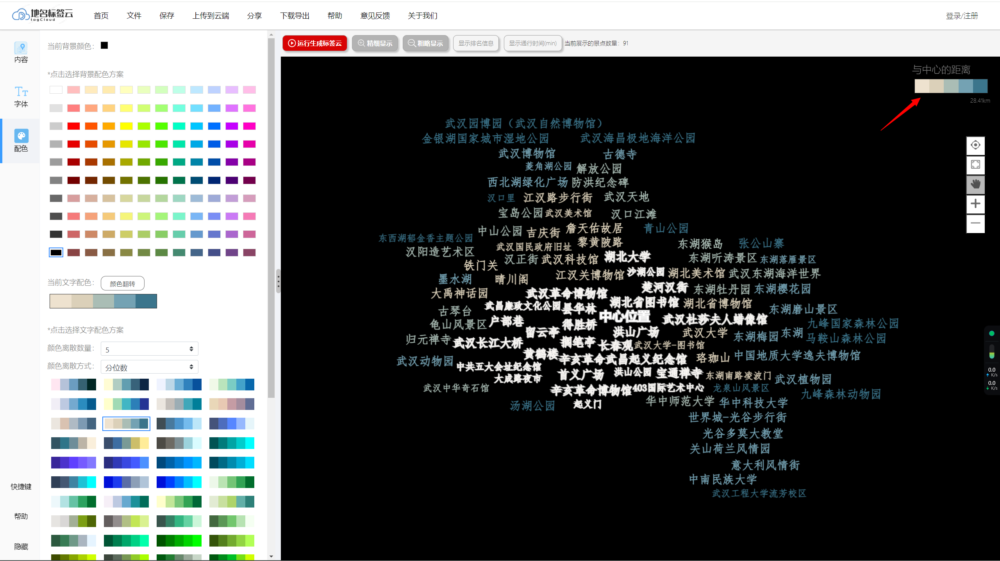 地名标签云
tagCloud
首页
文件
保存
上传到云端
分享
下载导出
帮助
意见反馈
关于我们
登录/注册
内容
字体
配色
快捷键
帮助
隐藏
当前背景颜色：
*点击选择背景配色方案
当前文字配色：
颜色翻转
*点击选择文字配色方案
颜色离散数量：
5
颜色离散方式：
分位数
运行生成标签云
精细显示
粗略显示
显示排名信息
显示通行时间(min)
当前展示的景点数量：91
与中心的距离
28.41km
武汉园博园（武汉自然博物馆）
金银湖国家城市湿地公园
武汉海昌极地海洋公园
武汉博物馆
古德寺
菱角湖公园
解放公园
西北湖绿化广场
防洪纪念碑
汉口里
江汉路步行街
武汉天地
宝岛公园
武汉美术馆
汉口江滩
中山公园
吉庆街
詹天佑故居
青山公园
东西湖郁金香主题公园
武汉国民政府旧址
黎黄陂路
东湖猴岛
张公山寨
汉阳造艺术区
汉正街
武汉科技馆
湖北大学
东湖听涛景区
东湖落雁景区
铁门关
江汉关博物馆
沙湖公园
湖北美术馆
武汉东湖海洋世界
墨水湖
晴川阁
楚河汉街
东湖牡丹园
东湖樱花园
大禹神话园
武汉革命博物馆
湖北省图书馆
湖北省博物馆
武昌廉政文化公园
昙华林
东湖磨山景区
古琴台
中心位置
武汉杜莎夫人蜡像馆
九峰国家森林公园
龟山风景区
户部巷
得胜桥
留云亭
洪山广场
武汉大学
东湖梅园
东湖
马鞍山森林公园
归元禅寺
武汉长江大桥
搁笔亭
长春观
武汉大学-图书馆
黄鹤楼
辛亥革命武昌起义纪念馆
珞珈山
中国地质大学逸夫博物馆
武汉动物园
中共五大会址纪念馆
首义广场
洪山公园
宝通禅寺
东湖南路凌波门
武汉植物园
大成路夜市
武汉中华奇石馆
辛亥革命博物馆
403国际艺术中心
龙泉山风景区
九峰森林动物园
汤湖公园
起义门
华中师范大学
华中科技大学
世界城-光谷步行街
光谷多莫大教堂
关山荷兰风情园
意大利风情街
中南民族大学
武汉工程大学流芳校区
0.0
K/s
0.0
K/s